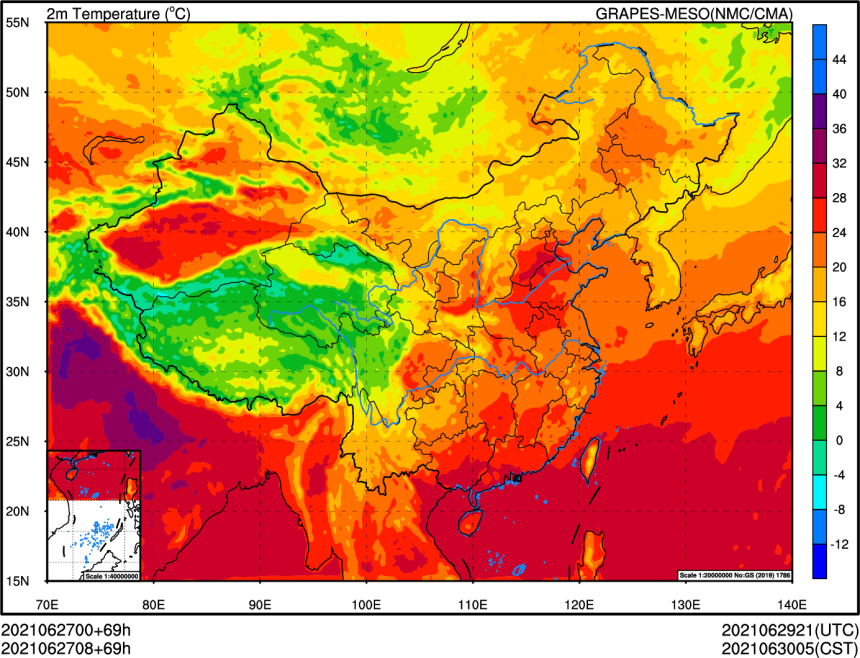 2m Temperature (°C) GRAPES-MESO(NMC/CMA)
55N
50N
45N
40N
35N
30N
25N
20N
15N
70E 80E 90E 100E 110E 120E 130E 140E
44
40
36
32
28
24
20
16
12
8
4
0
-4
-8
-12
Scale 1:40000000
Scale 1:20000000 No:GS (2019) 1786
2021062700+69h 2021062921(UTC)
2021062708+69h 2021063005(CST)